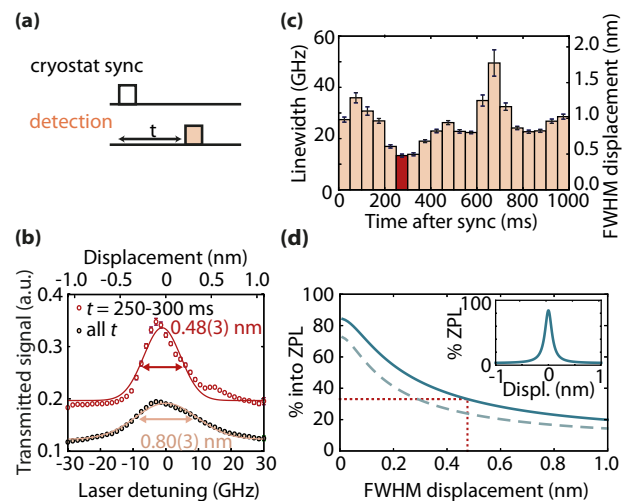 (a)
cryostat sync
detection
t
(b)
Displacement (nm)
-1.0 0 1.0
t = 250-300 ms
all t
0.48(3) nm
0.80(3) nm
Transmitted signal (a.u.)
0.4
0.3
0.2
0.1
-30 -20 -10 0 10 20 30
Laser detuning (GHz)
(c)
Linewidth (GHz)
60
40
20
0
0 200 400 600 800 1000
Time after sync (ms)
FWHM displacement (nm)
2.0
1.5
1.0
0.5
0.0
(d)
% into ZPL
100
80
60
40
20
0
0 0.2 0.4 0.6 0.8 1.0
FWHM displacement (nm)
% ZPL
100
0
-1 0 1
Displ. (nm)